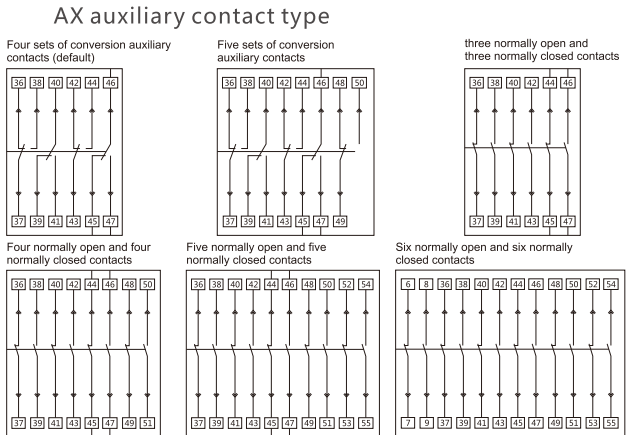 AX auxiliary contact type
Four sets of conversion auxiliary
contacts (default)
36 38 40 42 44 46
37 39 41 43 45 47
Five sets of conversion
auxiliary contacts
36 38 40 42 44 46 48 50
37 39 41 43 45 47 49
three normally open and
three normally closed contacts
36 38 40 42 44 46
37 39 41 43 45 47
Four normally open and four
normally closed contacts
36 38 40 42 44 46 48 50
37 39 41 43 45 47 49 51
Five normally open and five
normally closed contacts
36 38 40 42 44 46 48 50 52 54
37 39 41 43 45 47 49 51 53 55
Six normally open and six normally
closed contacts
6 8 36 38 40 42 44 46 48 50 52 54
7 9 37 39 41 43 45 47 49 51 53 55